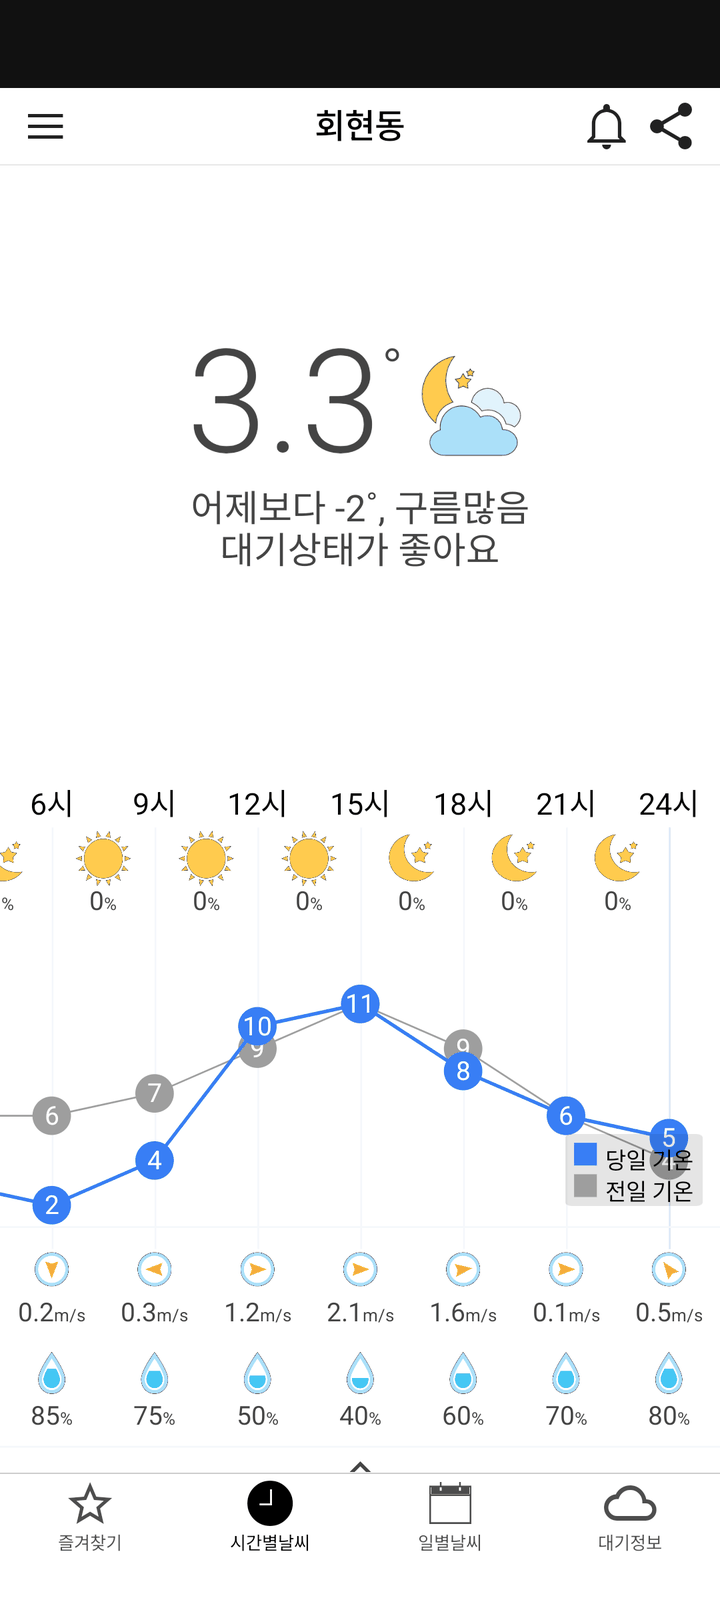 회현동
3.3°
어제보다 -2°, 구름많음
대기상태가 좋아요
6시 9시 12시 15시 18시 21시 24시
% 0% 0% 0% 0% 0% 0%
6 7 9 9 4
2 4 10 11 8 6 5
당일 기온
전일 기온
0.2m/s 0.3m/s 1.2m/s 2.1m/s 1.6m/s 0.1m/s 0.5m/s
85% 75% 50% 40% 60% 70% 80%
즐겨찾기 시간별날씨 일별날씨 대기정보